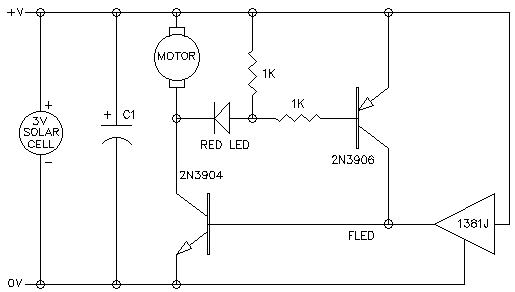 +V
MOTOR
1K
+
3V
SOLAR
CELL
−
+ C1
1K
RED LED
2N3906
2N3904
FLED
1381J
0V